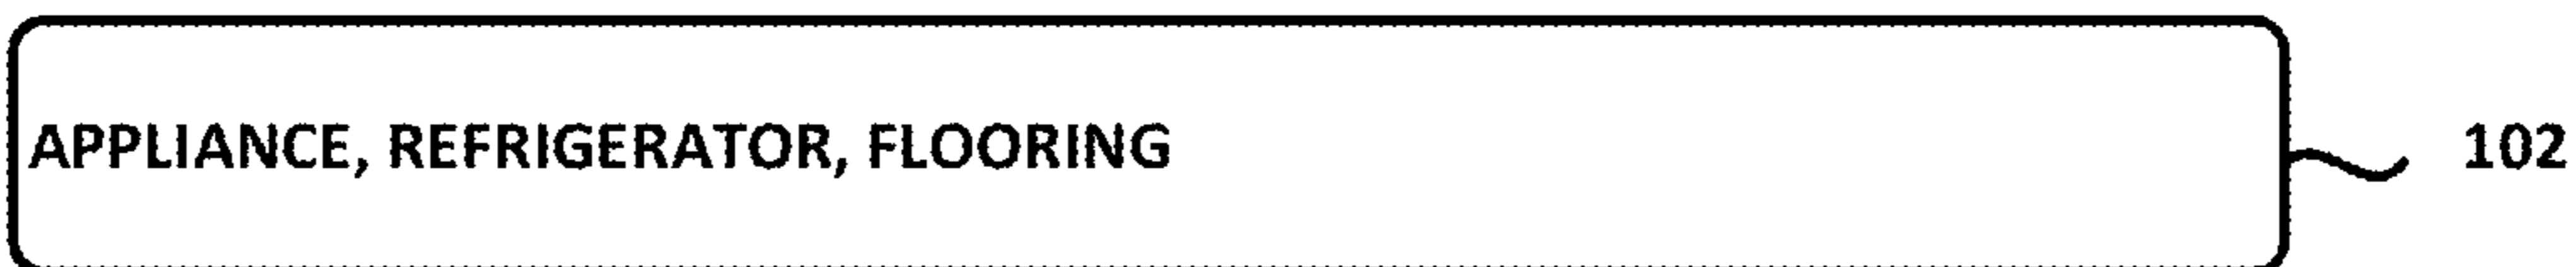 APPLIANCE, REFRIGERATOR, FLOORING
102